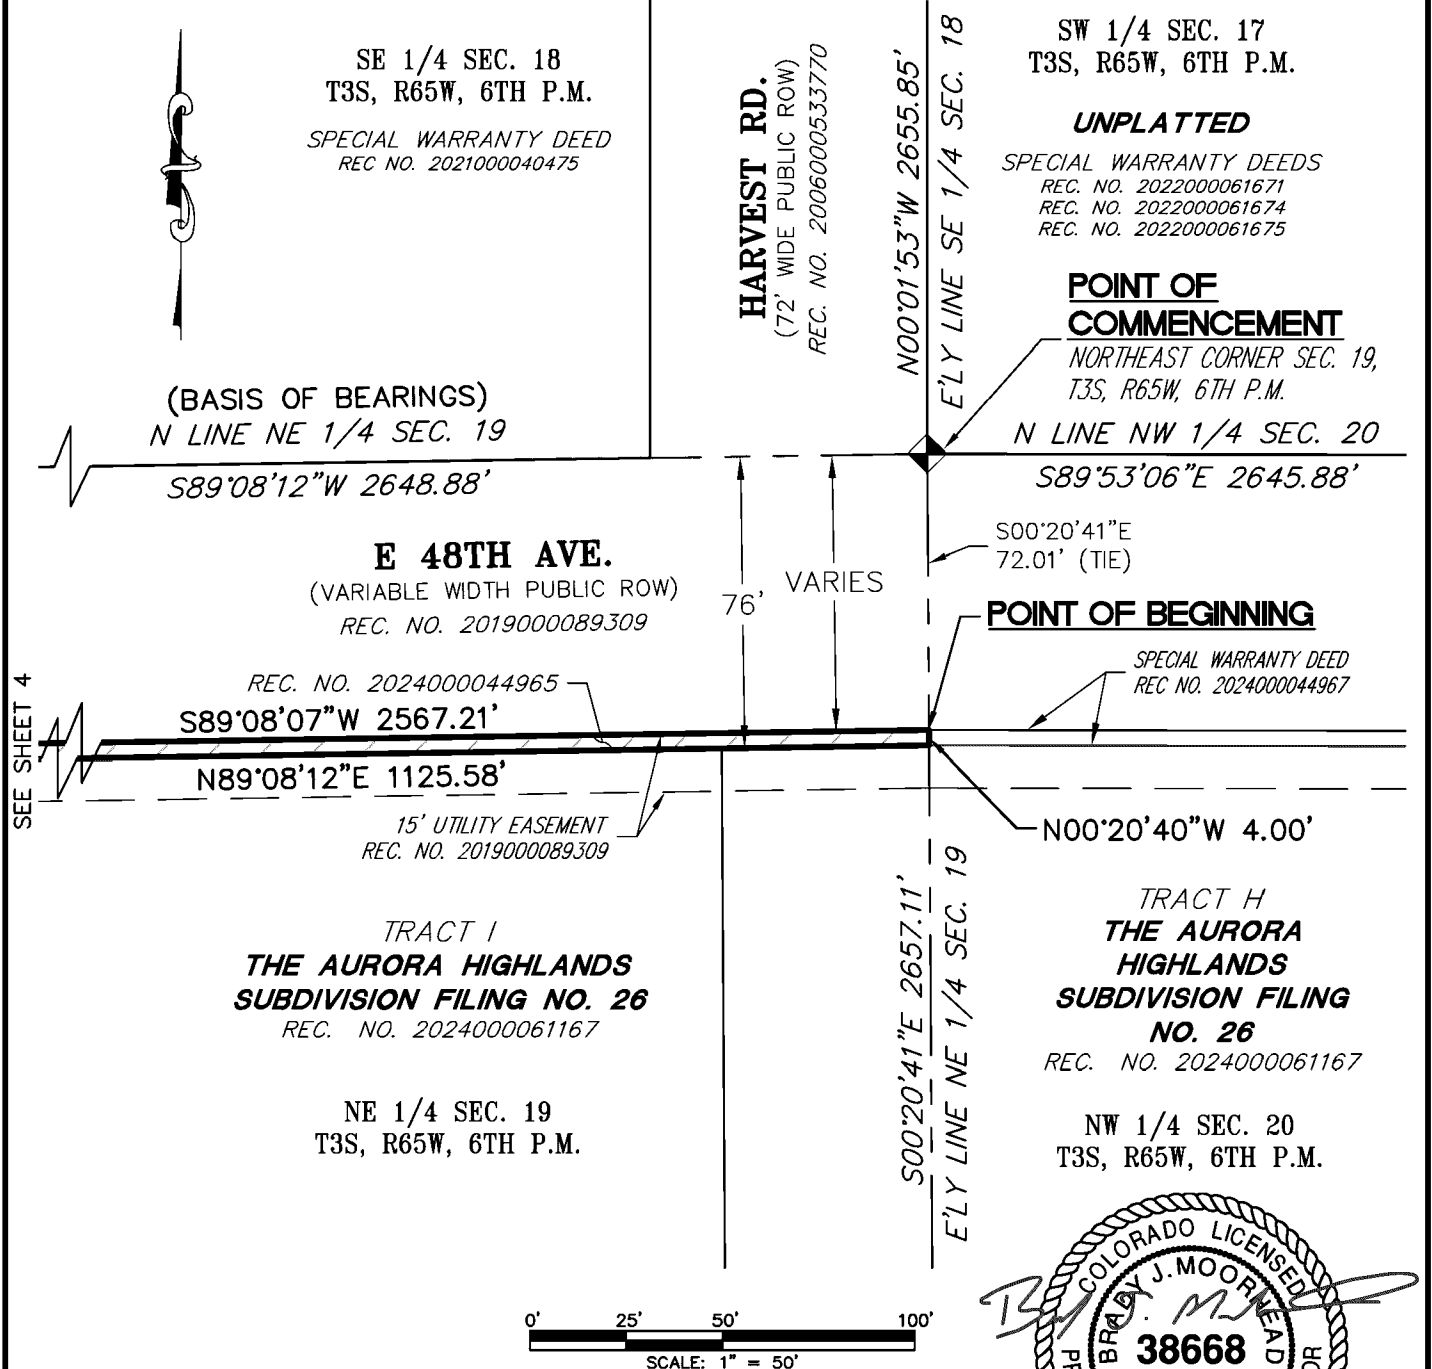 SE 1/4 SEC. 18
T3S, R65W, 6TH P.M.
SPECIAL WARRANTY DEED
REC NO. 2021000040475
HARVEST RD.
(72' WIDE PUBLIC ROW)
REC. NO. 2006000533770
N00°01'53"W 2655.85'
E'LY LINE SE 1/4 SEC. 18
SW 1/4 SEC. 17
T3S, R65W, 6TH P.M.
UNPLATTED
SPECIAL WARRANTY DEEDS
REC. NO. 2022000061671
REC. NO. 2022000061674
REC. NO. 2022000061675
POINT OF
COMMENCEMENT
NORTHEAST CORNER SEC. 19,
T3S, R65W, 6TH P.M.
(BASIS OF BEARINGS)
N LINE NE 1/4 SEC. 19
S89°08'12"W 2648.88'
N LINE NW 1/4 SEC. 20
S89°53'06"E 2645.88'
S00°20'41"E
72.01' (TIE)
E 48TH AVE.
(VARIABLE WIDTH PUBLIC ROW)
REC. NO. 2019000089309
76'
VARIES
POINT OF BEGINNING
SPECIAL WARRANTY DEED
REC NO. 2024000044967
REC. NO. 2024000044965
S89°08'07"W 2567.21'
SEE SHEET 4
N89°08'12"E 1125.58'
15' UTILITY EASEMENT
REC. NO. 2019000089309
N00°20'40"W 4.00'
S00°20'41"E 2657.11'
E'LY LINE NE 1/4 SEC. 19
TRACT I
THE AURORA HIGHLANDS
SUBDIVISION FILING NO. 26
REC. NO. 2024000061167
NE 1/4 SEC. 19
T3S, R65W, 6TH P.M.
TRACT H
THE AURORA
HIGHLANDS
SUBDIVISION FILING
NO. 26
REC. NO. 2024000061167
NW 1/4 SEC. 20
T3S, R65W, 6TH P.M.
0' 25' 50' 100'
SCALE: 1" = 50'
COLORADO LICENSED
BRADY J. MOORHEAD
38668